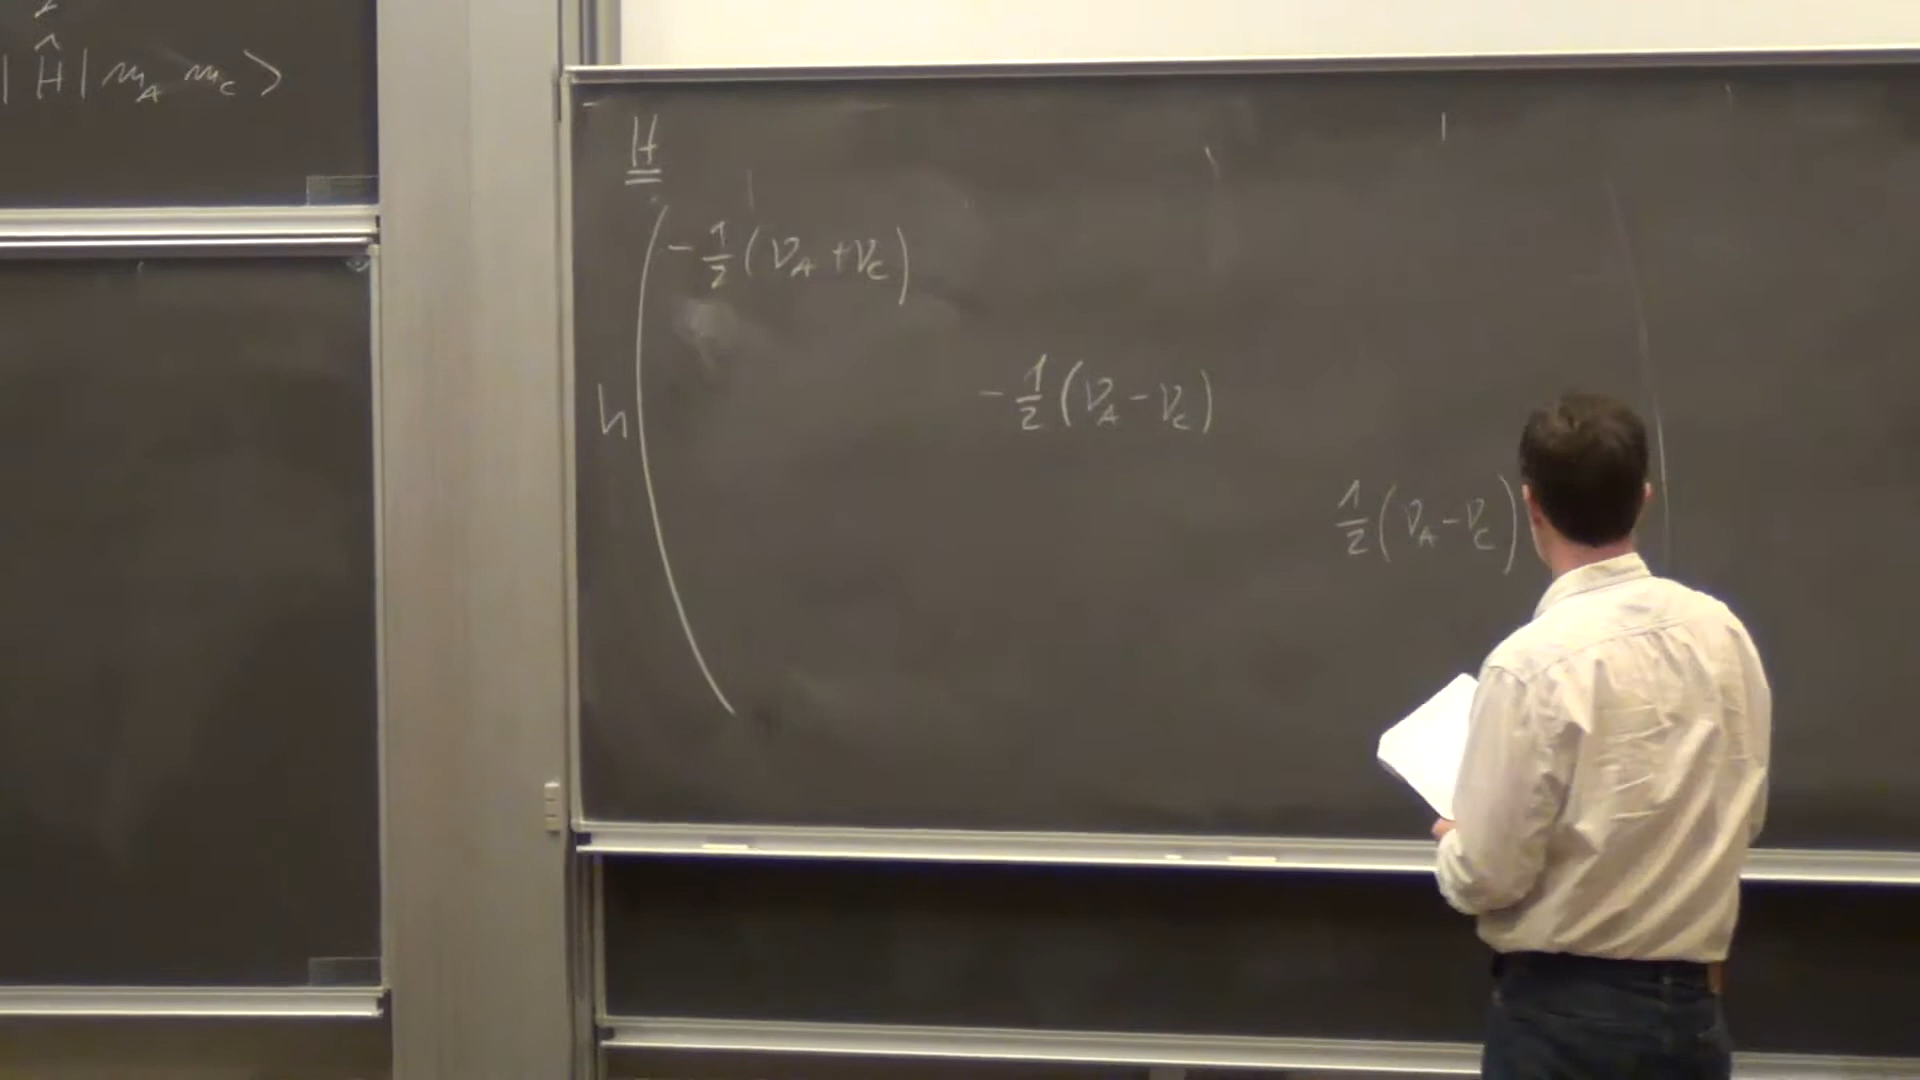 | Ĥ | m_A m_C ⟩
H
-1/2 (ν_A + ν_C)
h
-1/2 (ν_A - ν_C)
1/2 (ν_A - ν_C)